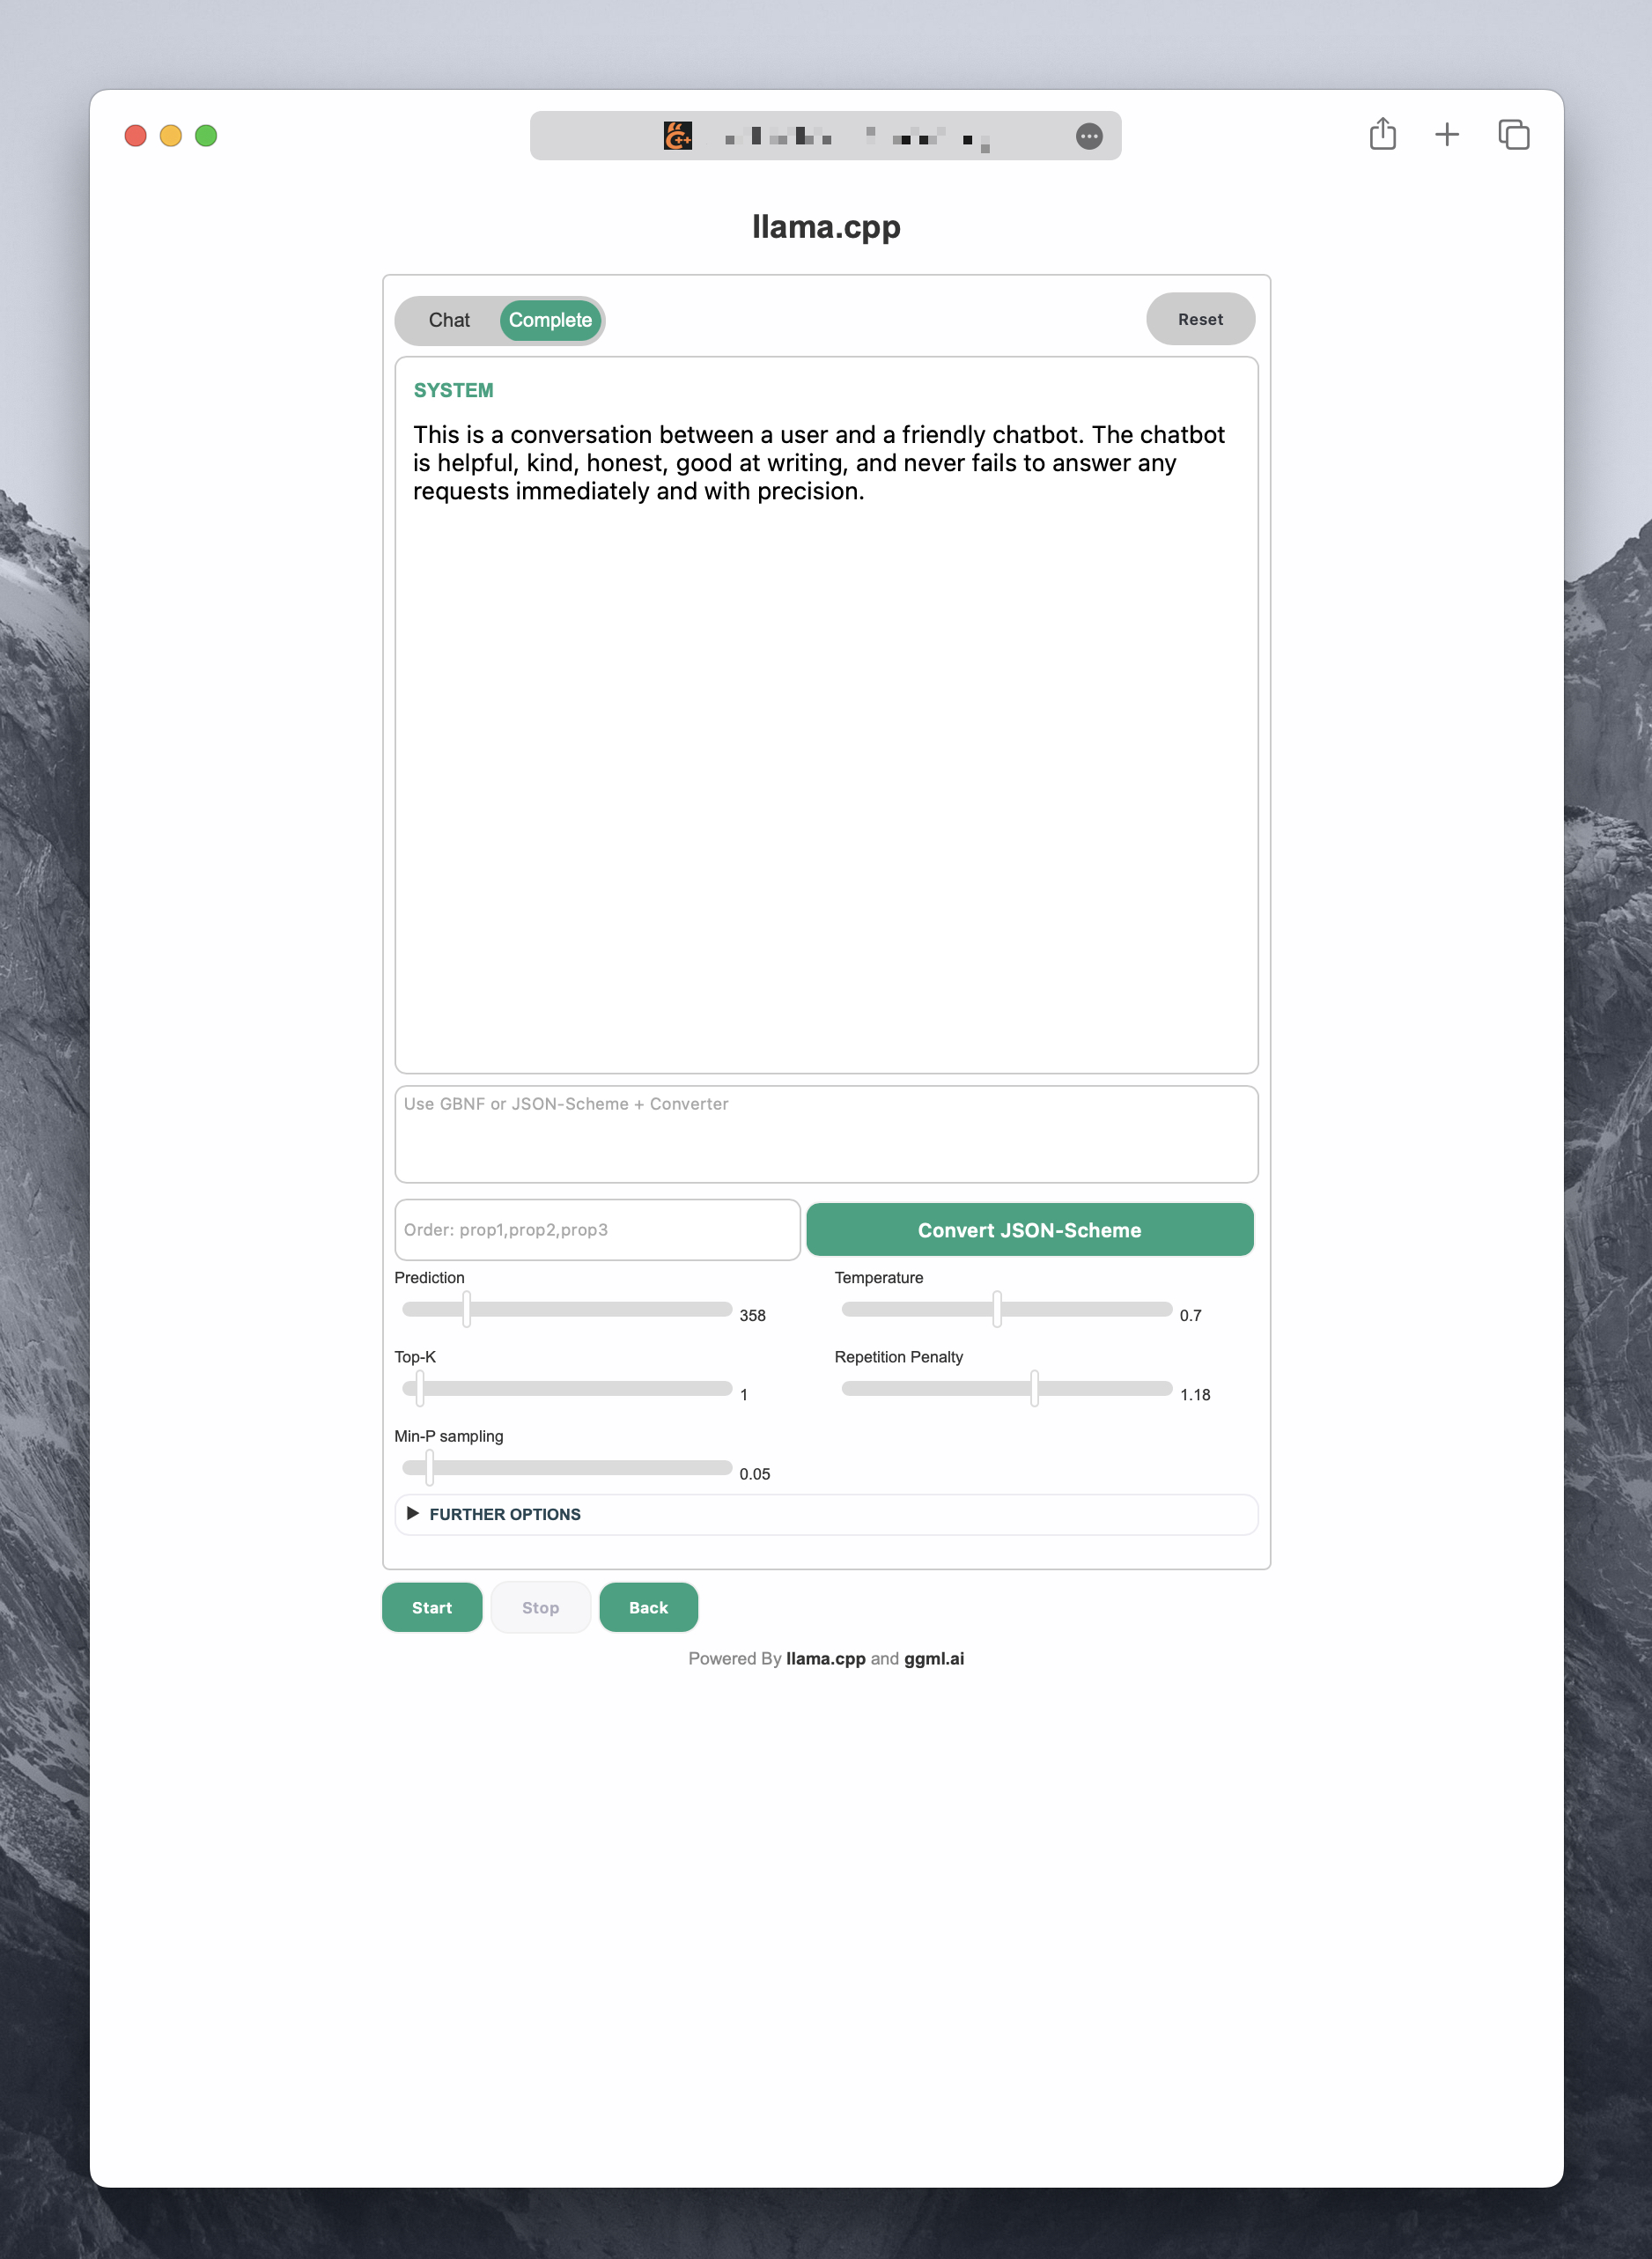 llama.cpp
Chat Complete Reset
SYSTEM
This is a conversation between a user and a friendly chatbot. The chatbot
is helpful, kind, honest, good at writing, and never fails to answer any
requests immediately and with precision.
Use GBNF or JSON-Scheme + Converter
Order: prop1,prop2,prop3
Convert JSON-Scheme
Prediction
358
Temperature
0.7
Top-K
1
Repetition Penalty
1.18
Min-P sampling
0.05
FURTHER OPTIONS
Start Stop Back
Powered By llama.cpp and ggml.ai